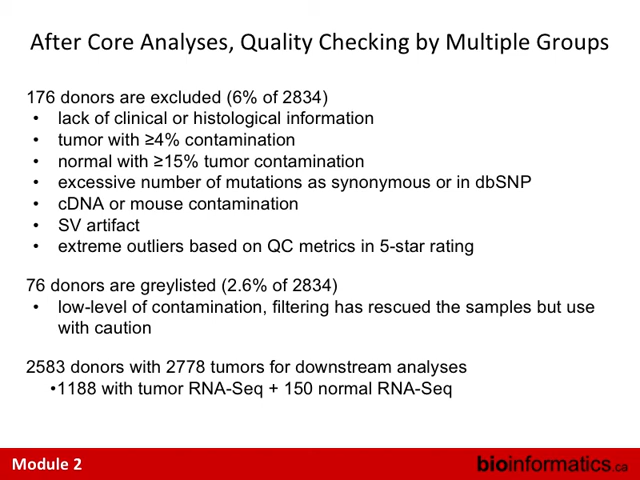 After Core Analyses, Quality Checking by Multiple Groups
176 donors are excluded (6% of 2834)
• lack of clinical or histological information
• tumor with ≥4% contamination
• normal with ≥15% tumor contamination
• excessive number of mutations as synonymous or in dbSNP
• cDNA or mouse contamination
• SV artifact
• extreme outliers based on QC metrics in 5-star rating
76 donors are greylisted (2.6% of 2834)
• low-level of contamination, filtering has rescued the samples but use
with caution
2583 donors with 2778 tumors for downstream analyses
•1188 with tumor RNA-Seq + 150 normal RNA-Seq
Module 2
bioinformatics.ca